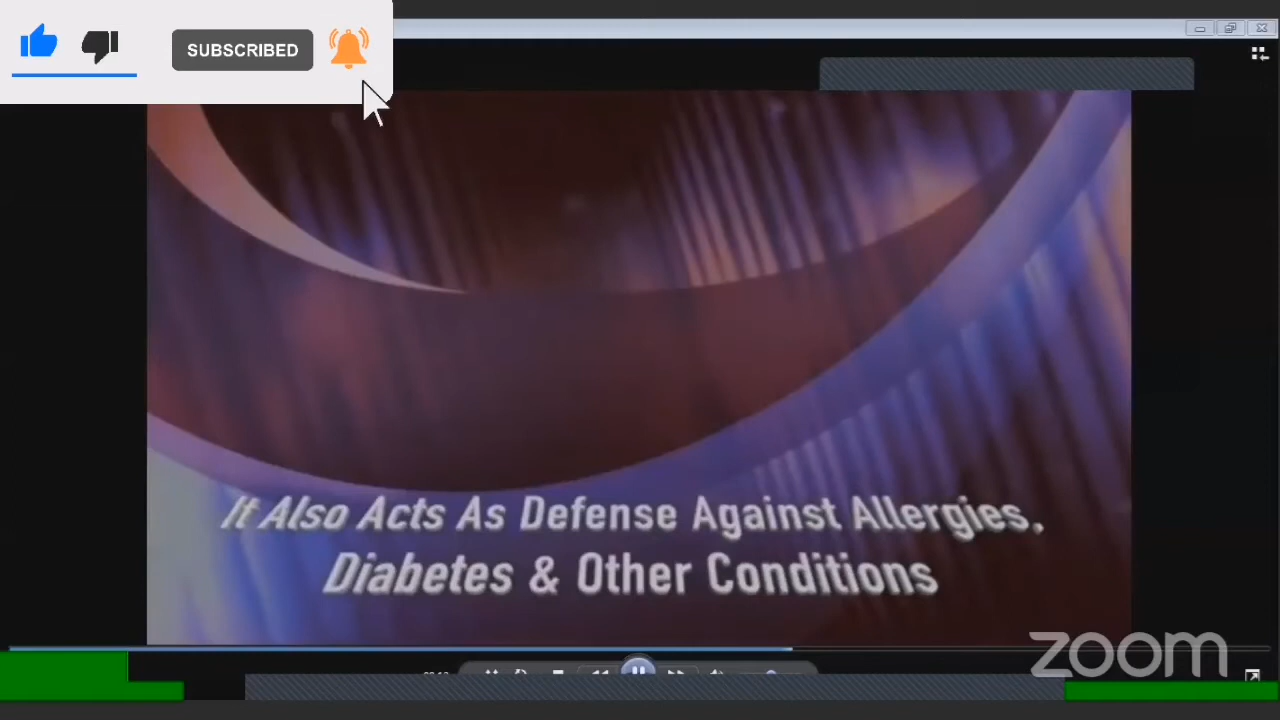 SUBSCRIBED
It Also Acts As Defense Against Allergies,
Diabetes & Other Conditions
zoom